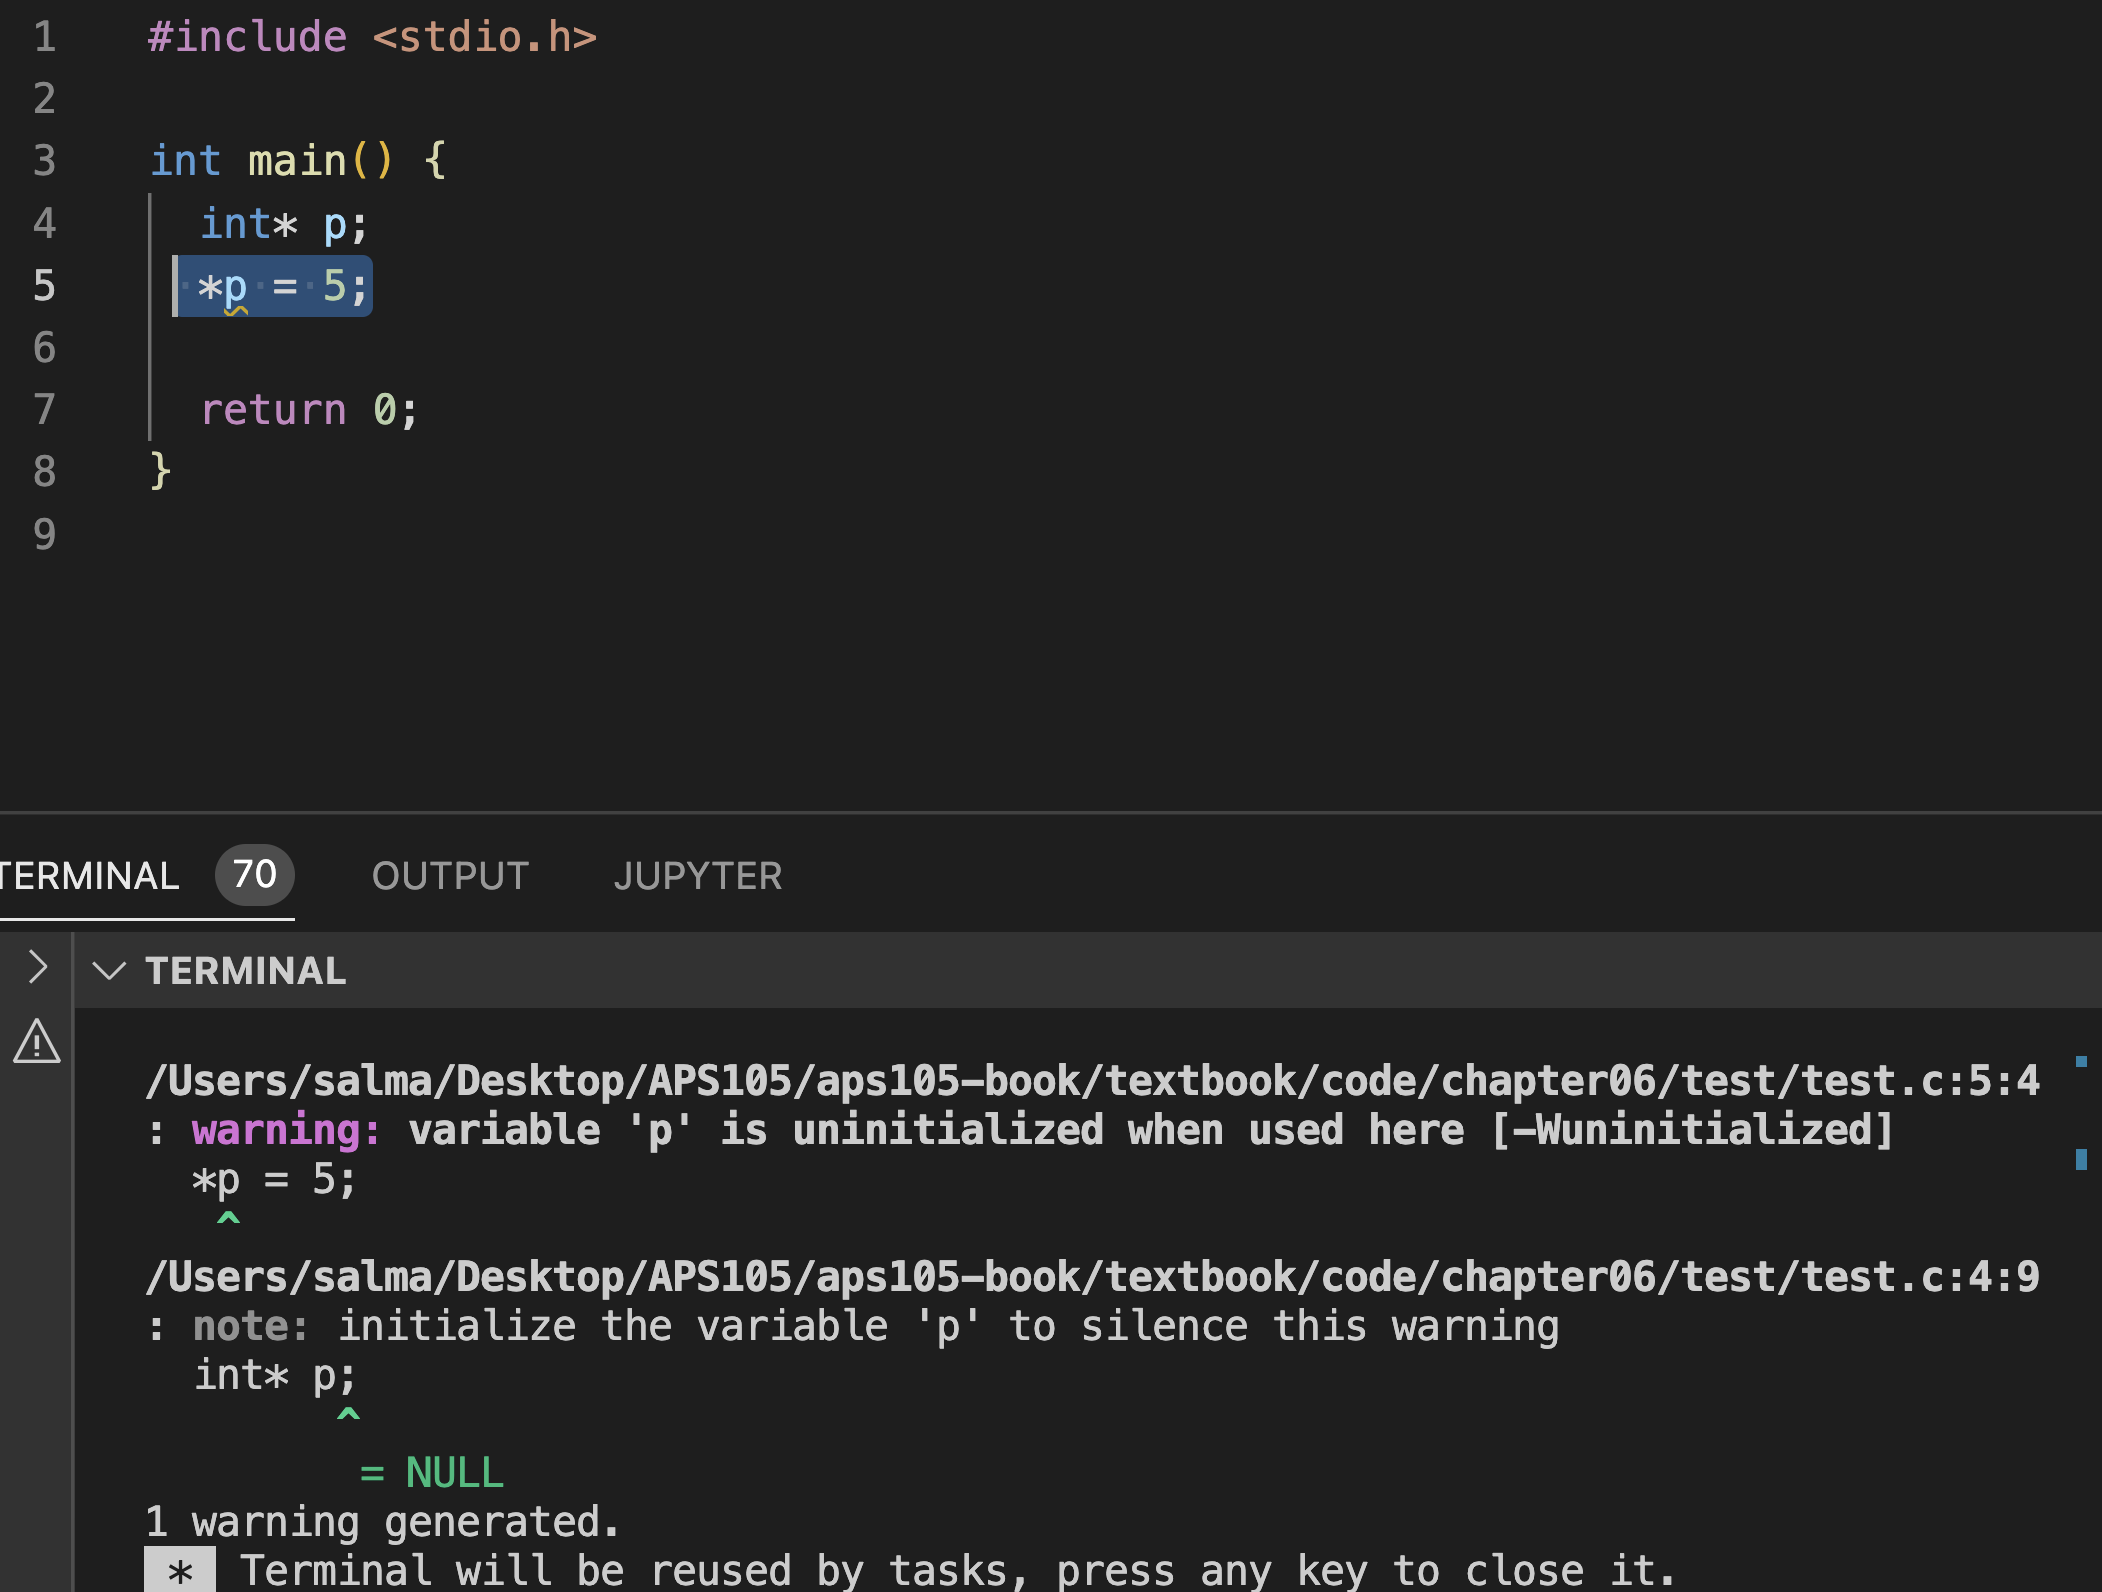 1 #include <stdio.h>
2
3 int main() {
4 int* p;
5 *p = 5;
6
7 return 0;
8 }
9
TERMINAL 70 OUTPUT JUPYTER
TERMINAL
/Users/salma/Desktop/APS105/aps105-book/textbook/code/chapter06/test/test.c:5:4
: warning: variable 'p' is uninitialized when used here [-Wuninitialized]
*p = 5;
^
/Users/salma/Desktop/APS105/aps105-book/textbook/code/chapter06/test/test.c:4:9
: note: initialize the variable 'p' to silence this warning
int* p;
^
= NULL
1 warning generated.
* Terminal will be reused by tasks, press any key to close it.